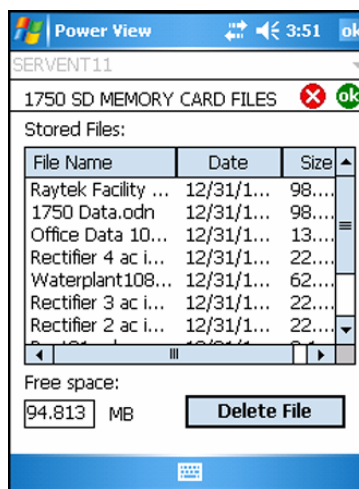 Power View 3:51 ok
SERVENT11
1750 SD MEMORY CARD FILES ok
Stored Files:
File Name Date Size
Raytek Facility ... 12/31/1... 98....
1750 Data.odn 12/31/1... 98....
Office Data 10... 12/31/1... 13....
Rectifier 4 ac i... 12/31/1... 22....
Waterplant108... 12/31/1... 62....
Rectifier 3 ac i... 12/31/1... 22....
Rectifier 2 ac i... 12/31/1... 22....
Free space:
94.813 MB Delete File